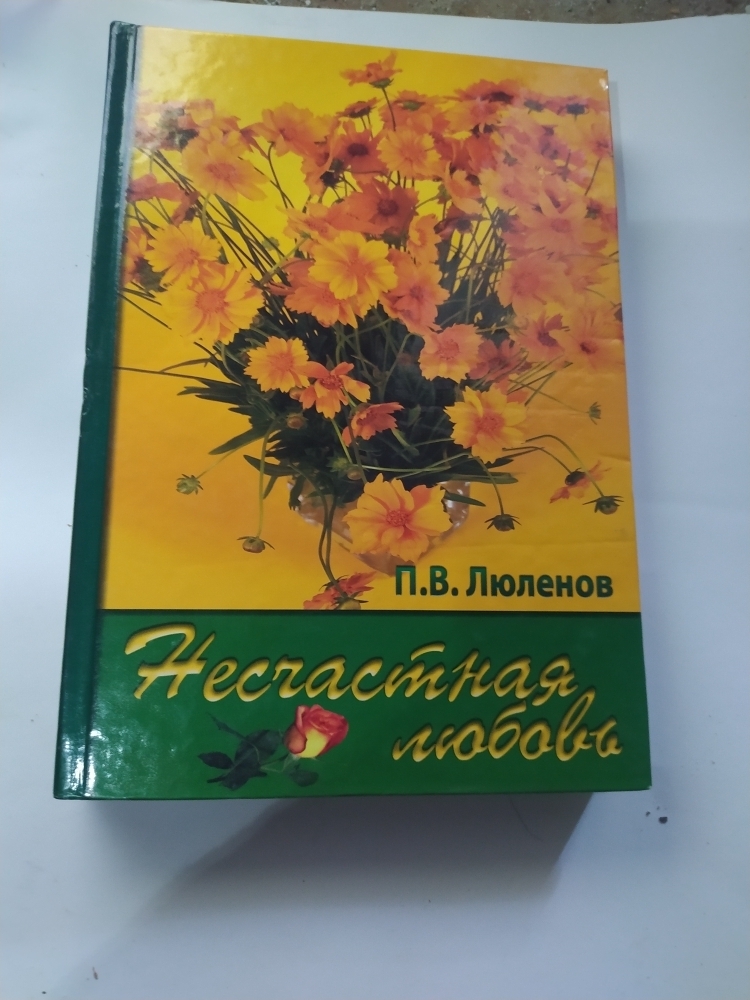 П.В. Люленов
Несчастная
любовь